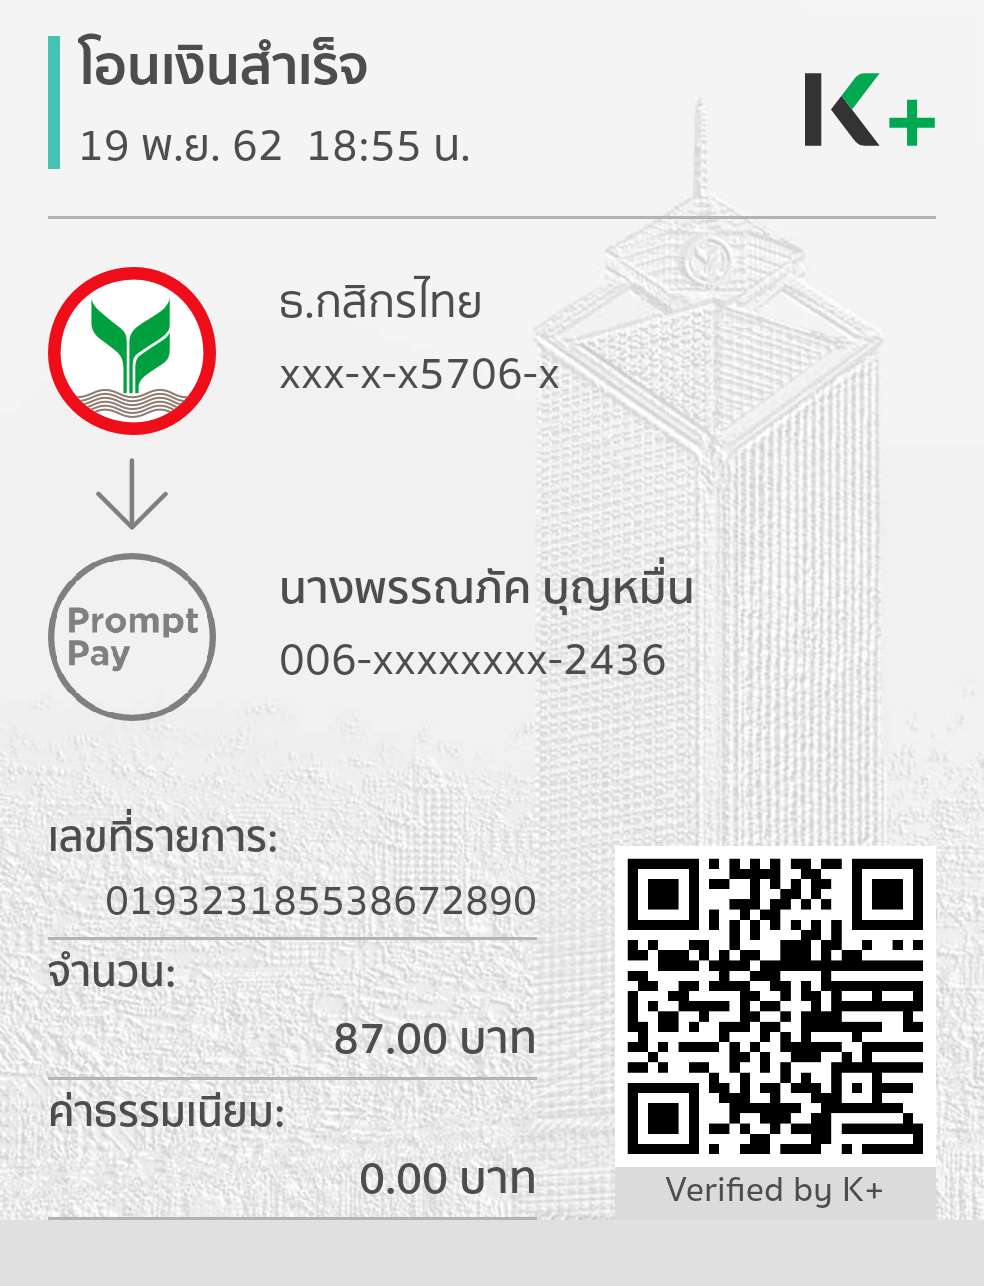 โอนเงินสำเร็จ
19 พ.ย. 62 18:55 น.
K+
ธ.กสิกรไทย
xxx-x-x5706-x
Prompt
Pay
นางพรรณภัค บุญหมื่น
006-xxxxxxxx-2436
เลขที่รายการ:
019323185538672890
จำนวน:
87.00 บาท
ค่าธรรมเนียม:
0.00 บาท
Verified by K+